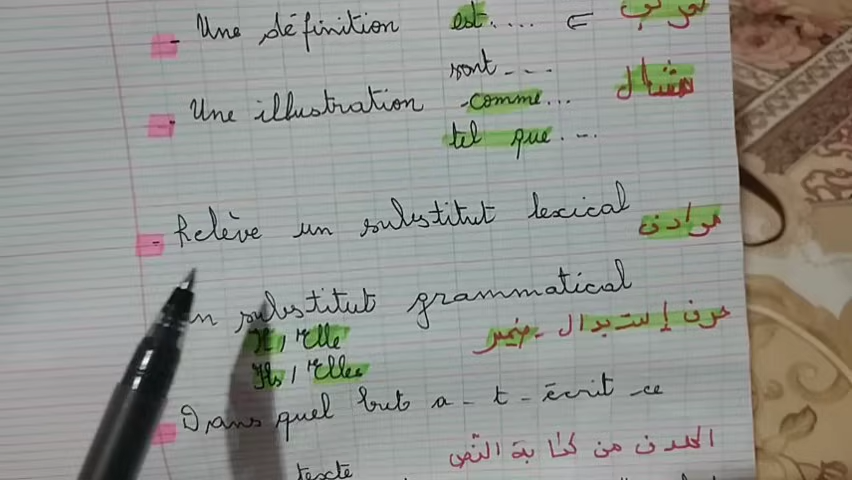 - Une définition est.... ⊂ تعريف
sont ....
- Une illustration -comme... مثال
tel que ....
- Relève un substitut lexical مرادف
un substitut grammatical
Il / Elle حرف إستبدال - ضمير
Ils / Elles
- Dans quel but a-t-écrit-ce
texte الهدف من كتابة النص